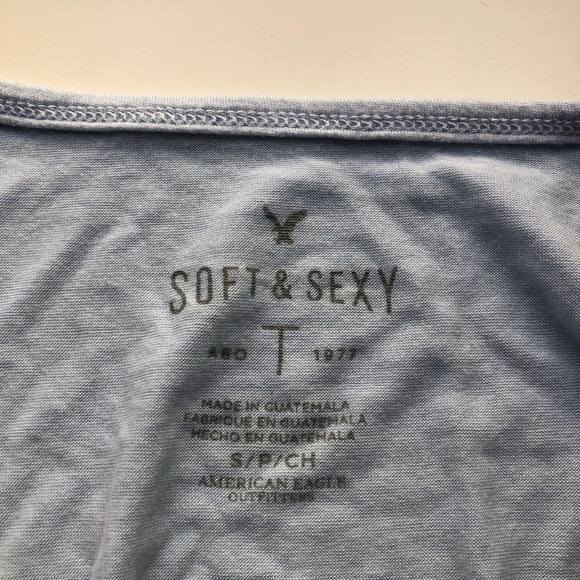 SOFT & SEXY
AEO T 1977
MADE IN GUATEMALA
FABRIQUE EN GUATEMALA
HECHO EN GUATEMALA
S/P/CH
AMERICAN EAGLE
OUTFITTERS